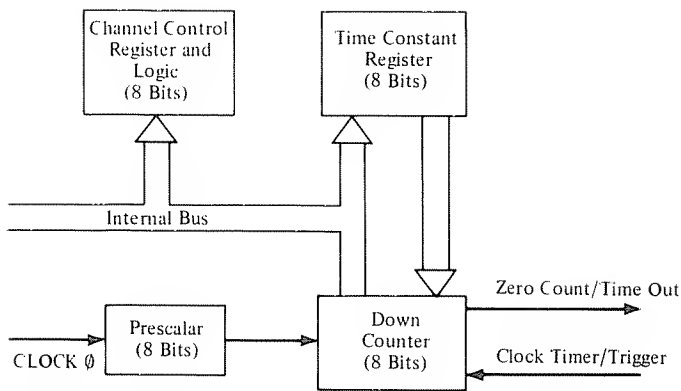 Channel Control
Register and
Logic
(8 Bits)
Time Constant
Register
(8 Bits)
Internal Bus
CLOCK ∅
Prescalar
(8 Bits)
Down
Counter
(8 Bits)
Zero Count/Time Out
Clock Timer/Trigger